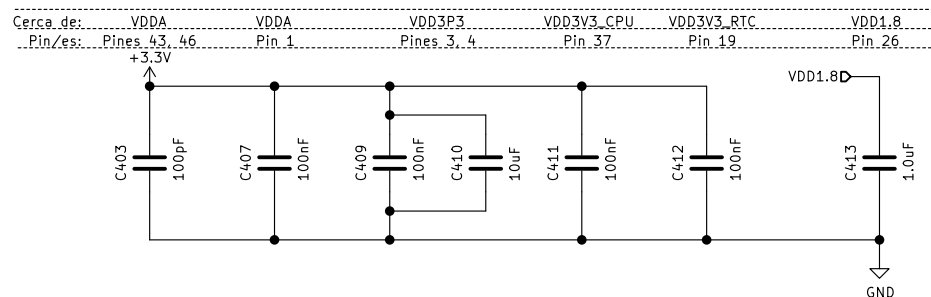 Cerca de: VDDA VDDA VDD3P3 VDD3V3_CPU VDD3V3_RTC VDD1.8
Pin/es: Pines 43, 46 Pin 1 Pines 3, 4 Pin 37 Pin 19 Pin 26
+3.3V
VDD1.8
C403 100pF
C407 100nF
C409 100nF
C410 10uF
C411 100nF
C412 100nF
C413 1.0uF
GND